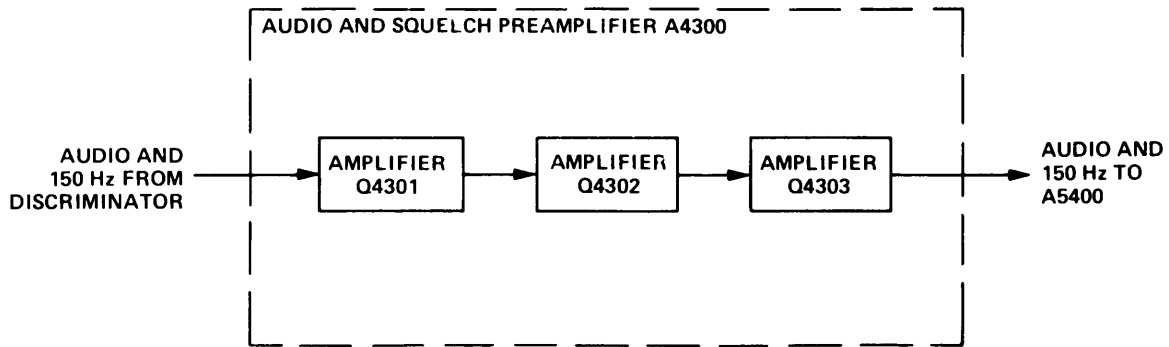 AUDIO AND SQUELCH PREAMPLIFIER A4300
AUDIO AND
150 Hz FROM
DISCRIMINATOR
AMPLIFIER
Q4301
AMPLIFIER
Q4302
AMPLIFIER
Q4303
AUDIO AND
150 Hz TO
A5400